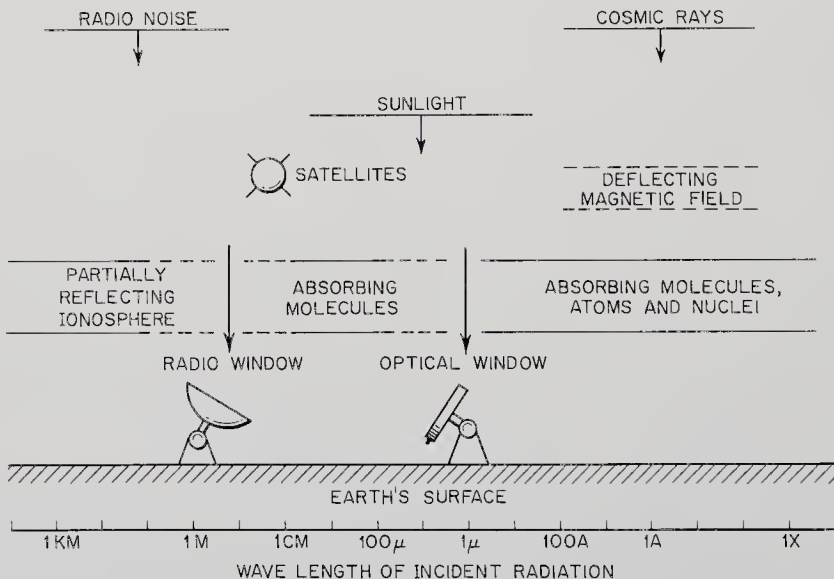 RADIO NOISE
COSMIC RAYS
SUNLIGHT
SATELLITES
DEFLECTING
MAGNETIC FIELD
PARTIALLY
REFLECTING
IONOSPHERE
ABSORBING
MOLECULES
ABSORBING MOLECULES,
ATOMS AND NUCLEI
RADIO WINDOW
OPTICAL WINDOW
EARTH'S SURFACE
1KM 1M 1CM 100μ 1μ 100A 1A 1X
WAVE LENGTH OF INCIDENT RADIATION